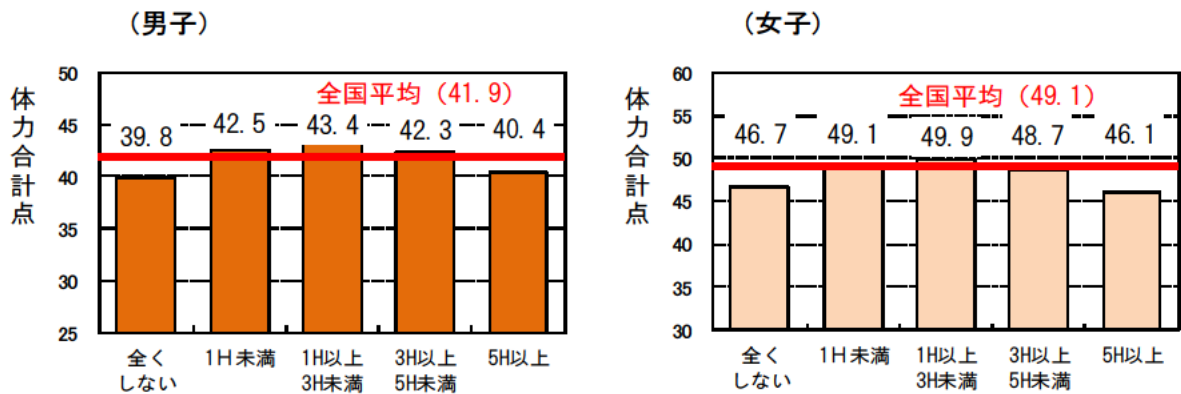 （男子）
体力合計点
50
45
40
35
30
25
全国平均（41.9）
39.8
42.5
43.4
42.3
40.4
全く
しない
1H未満
1H以上
3H未満
3H以上
5H未満
5H以上
（女子）
体力合計点
60
55
50
45
40
35
30
全国平均（49.1）
46.7
49.1
49.9
48.7
46.1
全く
しない
1H未満
1H以上
3H未満
3H以上
5H未満
5H以上